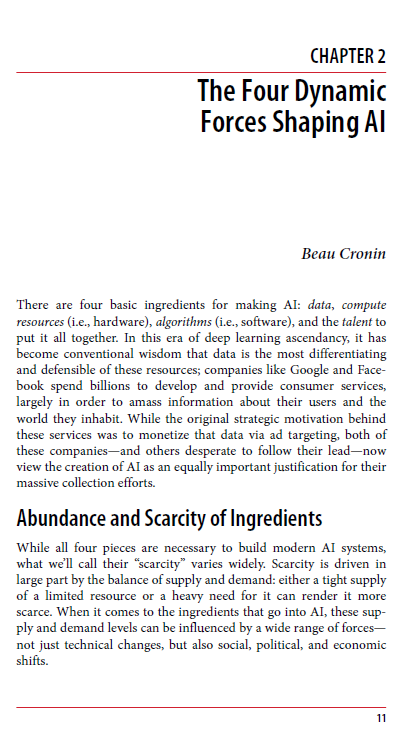 CHAPTER 2
The Four Dynamic
Forces Shaping AI
Beau Cronin
There are four basic ingredients for making AI: data, compute
resources (i.e., hardware), algorithms (i.e., software), and the talent to
put it all together. In this era of deep learning ascendancy, it has
become conventional wisdom that data is the most differentiating
and defensible of these resources; companies like Google and Face-
book spend billions to develop and provide consumer services,
largely in order to amass information about their users and the
world they inhabit. While the original strategic motivation behind
these services was to monetize that data via ad targeting, both of
these companies—and others desperate to follow their lead—now
view the creation of AI as an equally important justification for their
massive collection efforts.
Abundance and Scarcity of Ingredients
While all four pieces are necessary to build modern AI systems,
what we’ll call their “scarcity” varies widely. Scarcity is driven in
large part by the balance of supply and demand: either a tight supply
of a limited resource or a heavy need for it can render it more
scarce. When it comes to the ingredients that go into AI, these sup-
ply and demand levels can be influenced by a wide range of forces—
not just technical changes, but also social, political, and economic
shifts.
11